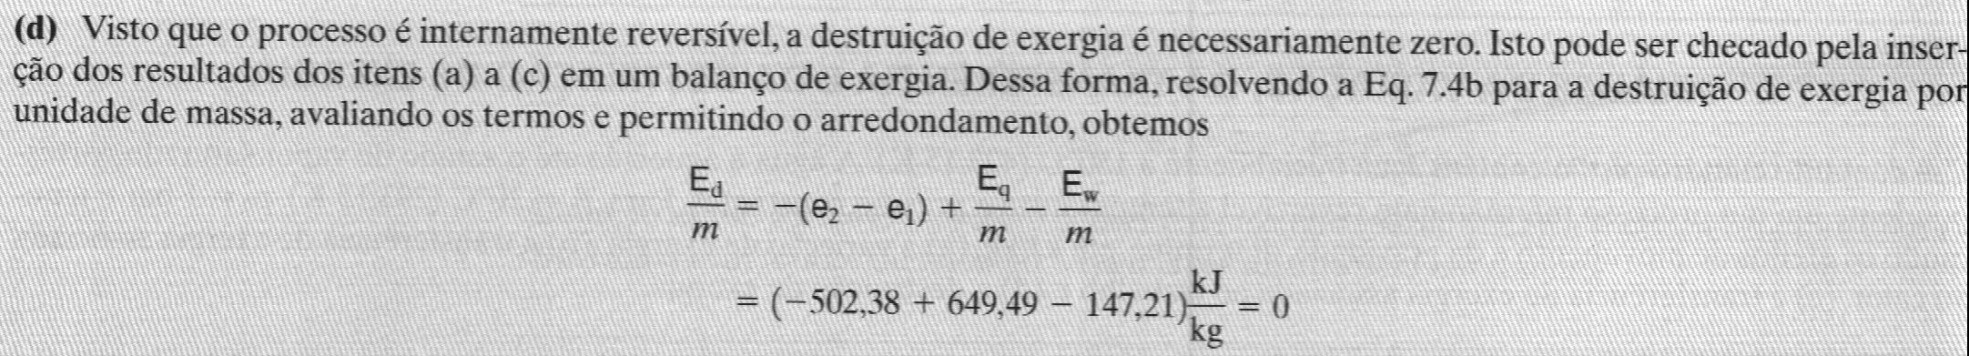 (d) Visto que o processo é internamente reversível, a destruição de exergia é necessariamente zero. Isto pode ser checado pela inser-
ção dos resultados dos itens (a) a (c) em um balanço de exergia. Dessa forma, resolvendo a Eq. 7.4b para a destruição de exergia por
unidade de massa, avaliando os termos e permitindo o arredondamento, obtemos
E_d/m = −(e₂ − e₁) + E_q/m − E_w/m
= (−502,38 + 649,49 − 147,21) kJ/kg = 0